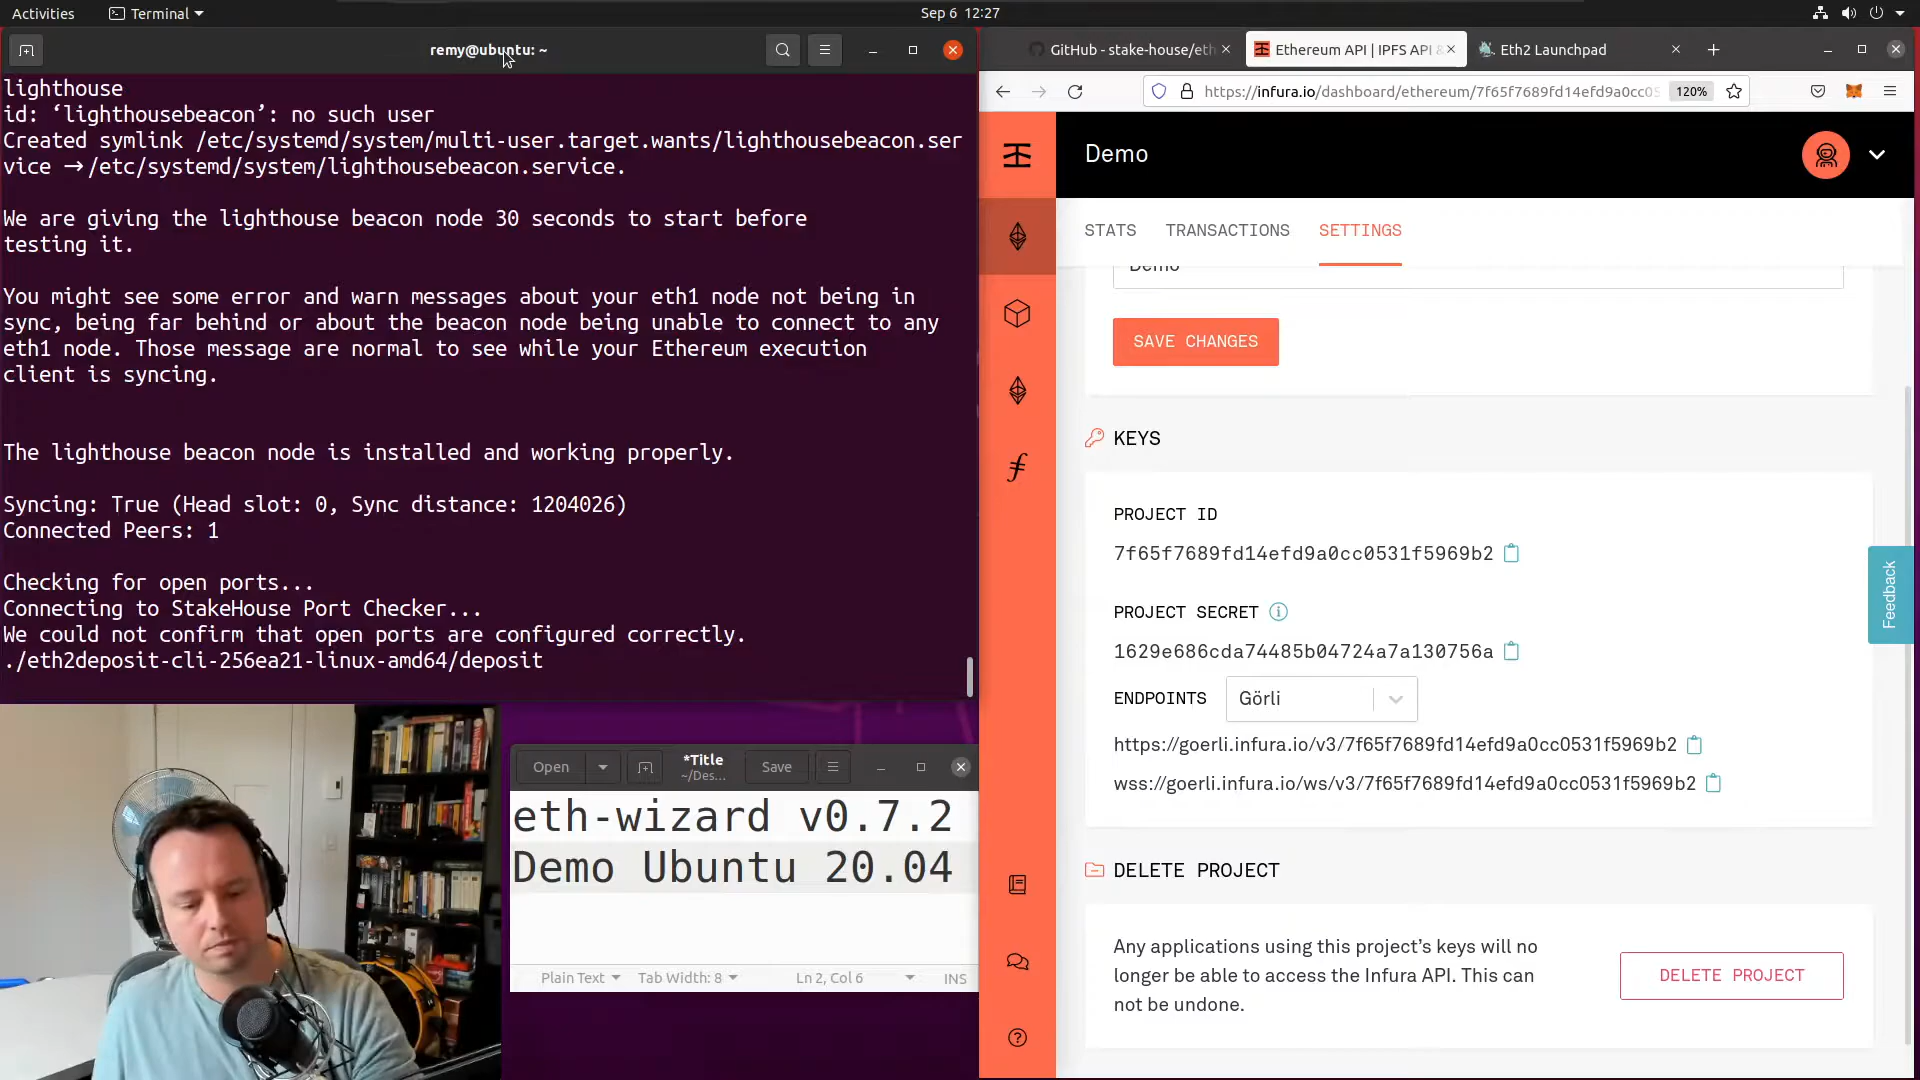 Activities
Terminal
Sep 6 12:27
remy@ubuntu: ~
lighthouse
id: ‘lighthousebeacon’: no such user
Created symlink /etc/systemd/system/multi-user.target.wants/lighthousebeacon.ser
vice → /etc/systemd/system/lighthousebeacon.service.
We are giving the lighthouse beacon node 30 seconds to start before
testing it.
You might see some error and warn messages about your eth1 node not being in
sync, being far behind or about the beacon node being unable to connect to any
eth1 node. Those message are normal to see while your Ethereum execution
client is syncing.
The lighthouse beacon node is installed and working properly.
Syncing: True (Head slot: 0, Sync distance: 1204026)
Connected Peers: 1
Checking for open ports...
Connecting to StakeHouse Port Checker...
We could not confirm that open ports are configured correctly.
./eth2deposit-cli-256ea21-linux-amd64/deposit
Open
*Title
~/Des...
Save
eth-wizard v0.7.2
Demo Ubuntu 20.04
Plain Text
Tab Width: 8
Ln 2, Col 6
INS
GitHub - stake-house/eth
Ethereum API | IPFS API &
Eth2 Launchpad
https://infura.io/dashboard/ethereum/7f65f7689fd14efd9a0cc05
120%
Demo
STATS
TRANSACTIONS
SETTINGS
Demo
SAVE CHANGES
KEYS
PROJECT ID
7f65f7689fd14efd9a0cc0531f5969b2
PROJECT SECRET
1629e686cda74485b04724a7a130756a
ENDPOINTS
Görli
https://goerli.infura.io/v3/7f65f7689fd14efd9a0cc0531f5969b2
wss://goerli.infura.io/ws/v3/7f65f7689fd14efd9a0cc0531f5969b2
DELETE PROJECT
Any applications using this project’s keys will no
longer be able to access the Infura API. This can
not be undone.
DELETE PROJECT
Feedback